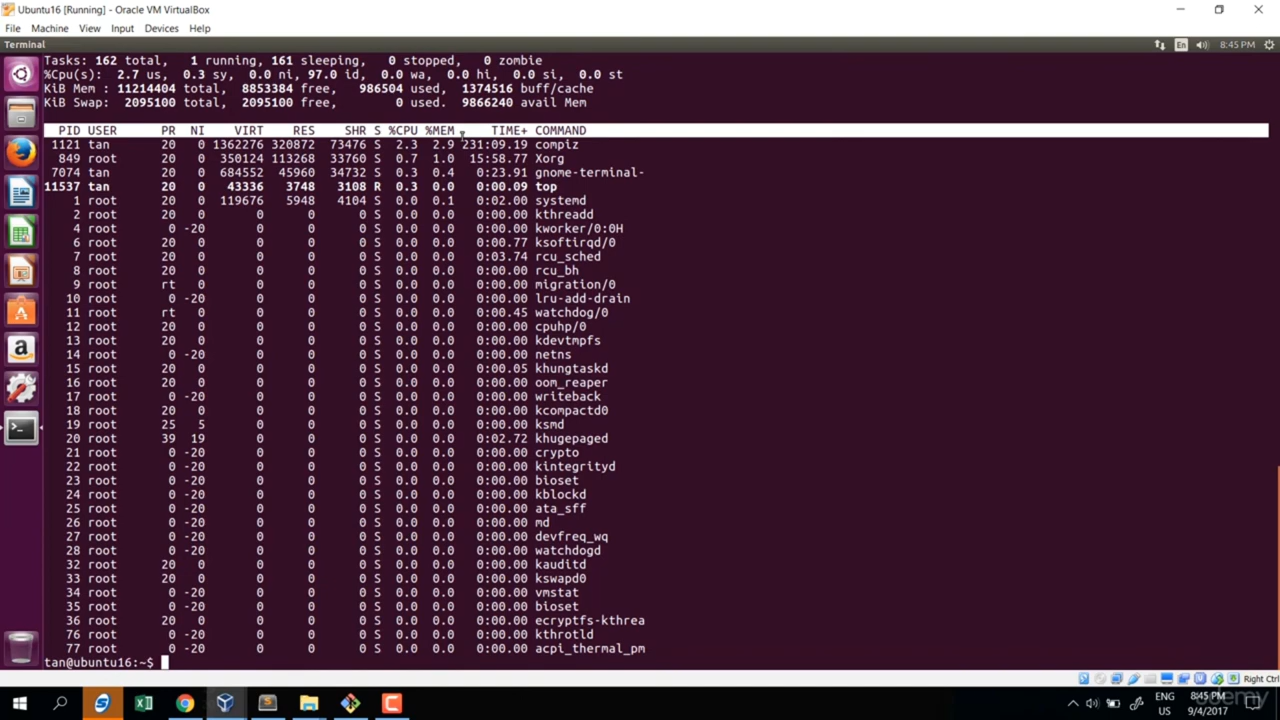 Ubuntu16 [Running] - Oracle VM VirtualBox
File Machine View Input Devices Help
Terminal En 8:45 PM
Tasks: 162 total, 1 running, 161 sleeping, 0 stopped, 0 zombie
%Cpu(s): 2.7 us, 0.3 sy, 0.0 ni, 97.0 id, 0.0 wa, 0.0 hi, 0.0 si, 0.0 st
KiB Mem : 11214404 total, 8853384 free, 986504 used, 1374516 buff/cache
KiB Swap: 2095100 total, 2095100 free, 0 used. 9866240 avail Mem
PID USER PR NI VIRT RES SHR S %CPU %MEM TIME+ COMMAND
1121 tan 20 0 1362276 320872 73476 S 2.3 2.9 231:09.19 compiz
849 root 20 0 350124 113268 33760 S 0.7 1.0 15:58.77 Xorg
7074 tan 20 0 684552 45960 34732 S 0.3 0.4 0:23.91 gnome-terminal-
11537 tan 20 0 43336 3748 3108 R 0.3 0.0 0:00.09 top
1 root 20 0 119676 5948 4104 S 0.0 0.1 0:02.00 systemd
2 root 20 0 0 0 0 S 0.0 0.0 0:00.00 kthreadd
4 root 0 -20 0 0 0 S 0.0 0.0 0:00.00 kworker/0:0H
6 root 20 0 0 0 0 S 0.0 0.0 0:00.77 ksoftirqd/0
7 root 20 0 0 0 0 S 0.0 0.0 0:03.74 rcu_sched
8 root 20 0 0 0 0 S 0.0 0.0 0:00.00 rcu_bh
9 root rt 0 0 0 0 S 0.0 0.0 0:00.00 migration/0
10 root 0 -20 0 0 0 S 0.0 0.0 0:00.00 lru-add-drain
11 root rt 0 0 0 0 S 0.0 0.0 0:00.45 watchdog/0
12 root 20 0 0 0 0 S 0.0 0.0 0:00.00 cpuhp/0
13 root 20 0 0 0 0 S 0.0 0.0 0:00.00 kdevtmpfs
14 root 0 -20 0 0 0 S 0.0 0.0 0:00.00 netns
15 root 20 0 0 0 0 S 0.0 0.0 0:00.05 khungtaskd
16 root 20 0 0 0 0 S 0.0 0.0 0:00.00 oom_reaper
17 root 0 -20 0 0 0 S 0.0 0.0 0:00.00 writeback
18 root 20 0 0 0 0 S 0.0 0.0 0:00.00 kcompactd0
19 root 25 5 0 0 0 S 0.0 0.0 0:00.00 ksmd
20 root 39 19 0 0 0 S 0.0 0.0 0:02.72 khugepaged
21 root 0 -20 0 0 0 S 0.0 0.0 0:00.00 crypto
22 root 0 -20 0 0 0 S 0.0 0.0 0:00.00 kintegrityd
23 root 0 -20 0 0 0 S 0.0 0.0 0:00.00 bioset
24 root 0 -20 0 0 0 S 0.0 0.0 0:00.00 kblockd
25 root 0 -20 0 0 0 S 0.0 0.0 0:00.00 ata_sff
26 root 0 -20 0 0 0 S 0.0 0.0 0:00.00 md
27 root 0 -20 0 0 0 S 0.0 0.0 0:00.00 devfreq_wq
28 root 0 -20 0 0 0 S 0.0 0.0 0:00.00 watchdogd
32 root 20 0 0 0 0 S 0.0 0.0 0:00.00 kauditd
33 root 20 0 0 0 0 S 0.0 0.0 0:00.00 kswapd0
34 root 0 -20 0 0 0 S 0.0 0.0 0:00.00 vmstat
35 root 0 -20 0 0 0 S 0.0 0.0 0:00.00 bioset
36 root 20 0 0 0 0 S 0.0 0.0 0:00.00 ecryptfs-kthrea
76 root 0 -20 0 0 0 S 0.0 0.0 0:00.00 kthrotld
77 root 0 -20 0 0 0 S 0.0 0.0 0:00.00 acpi_thermal_pm
tan@ubuntu16:~$
Right Ctrl
ENG 8:45 PM
US 9/4/2017
udemy